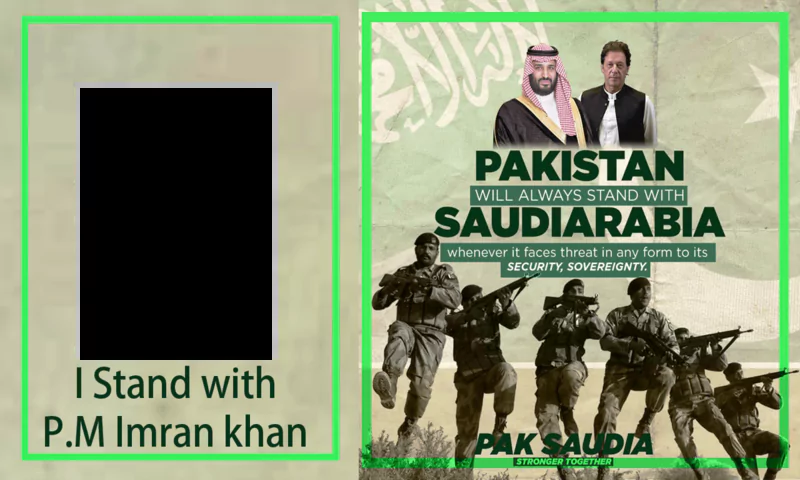 I Stand with
P.M Imran khan
PAKISTAN
WILL ALWAYS STAND WITH
SAUDIARABIA
whenever it faces threat in any form to its
SECURITY, SOVEREIGNTY.
PAK SAUDIA
STRONGER TOGETHER